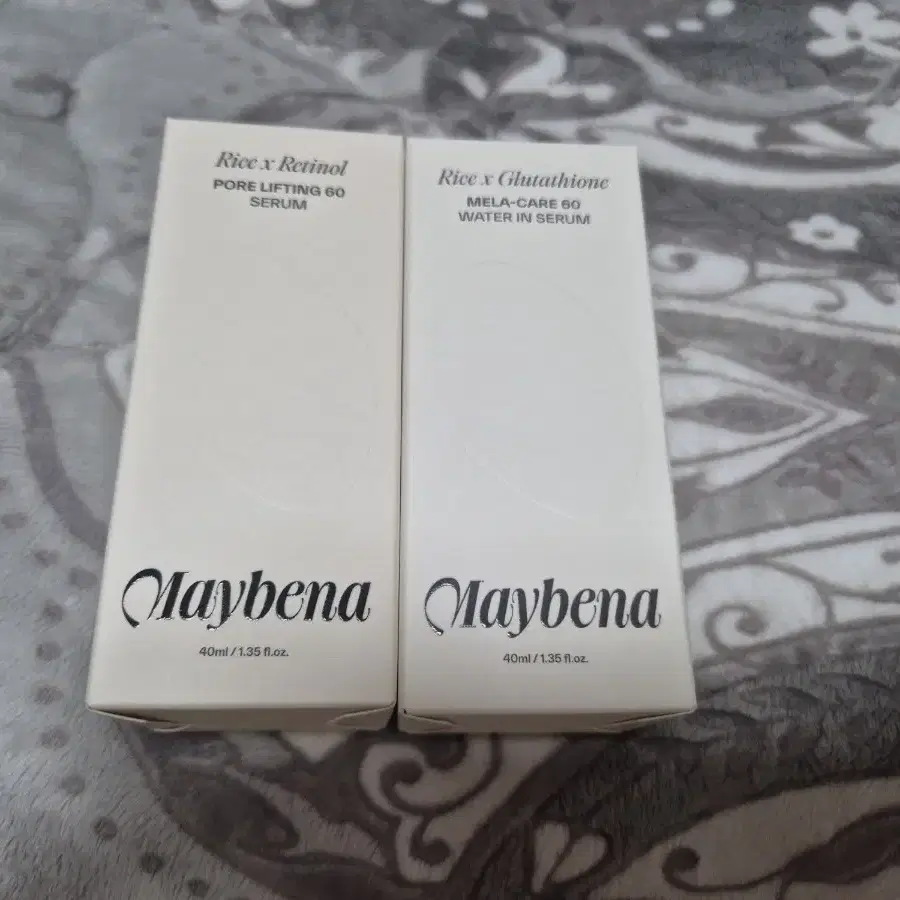 Rice x Retinol
PORE LIFTING 60
SERUM
Maybena
40ml / 1.35 fl.oz.
Rice x Glutathione
MELA-CARE 60
WATER IN SERUM
Maybena
40ml / 1.35 fl.oz.